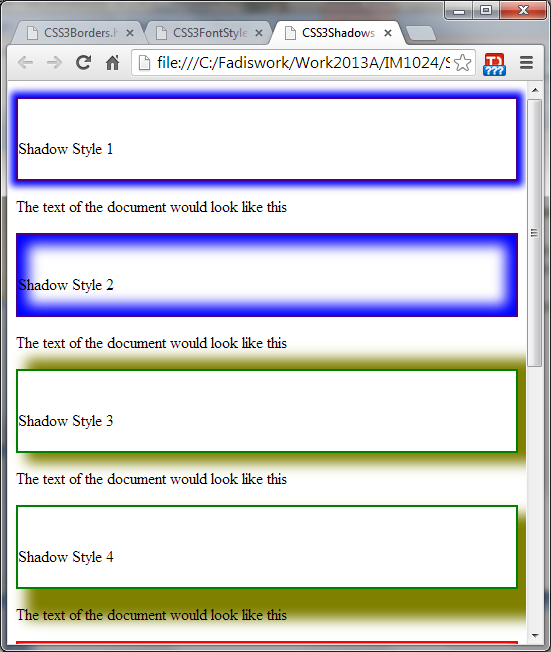 CSS3Borders.h
CSS3FontStyle
CSS3Shadows
file:///C:/Fadiswork/Work2013A/IM1024/S
???
Shadow Style 1
The text of the document would look like this
Shadow Style 2
The text of the document would look like this
Shadow Style 3
The text of the document would look like this
Shadow Style 4
The text of the document would look like this